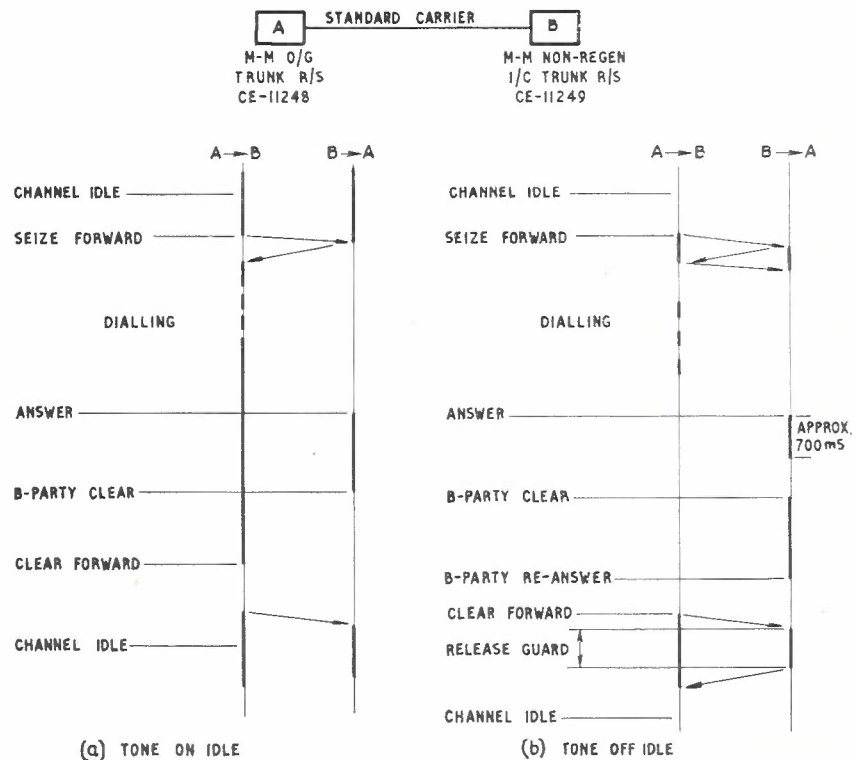 A STANDARD CARRIER B
M-M O/G
TRUNK R/S
CE-11248
M-M NON-REGEN
I/C TRUNK R/S
CE-11249
A→B B→A
CHANNEL IDLE
SEIZE FORWARD
DIALLING
ANSWER
B-PARTY CLEAR
CLEAR FORWARD
CHANNEL IDLE
(a) TONE ON IDLE
A→B B→A
CHANNEL IDLE
SEIZE FORWARD
DIALLING
ANSWER
APPROX.
700mS
B-PARTY CLEAR
B-PARTY RE-ANSWER
CLEAR FORWARD
RELEASE GUARD
CHANNEL IDLE
(b) TONE OFF IDLE